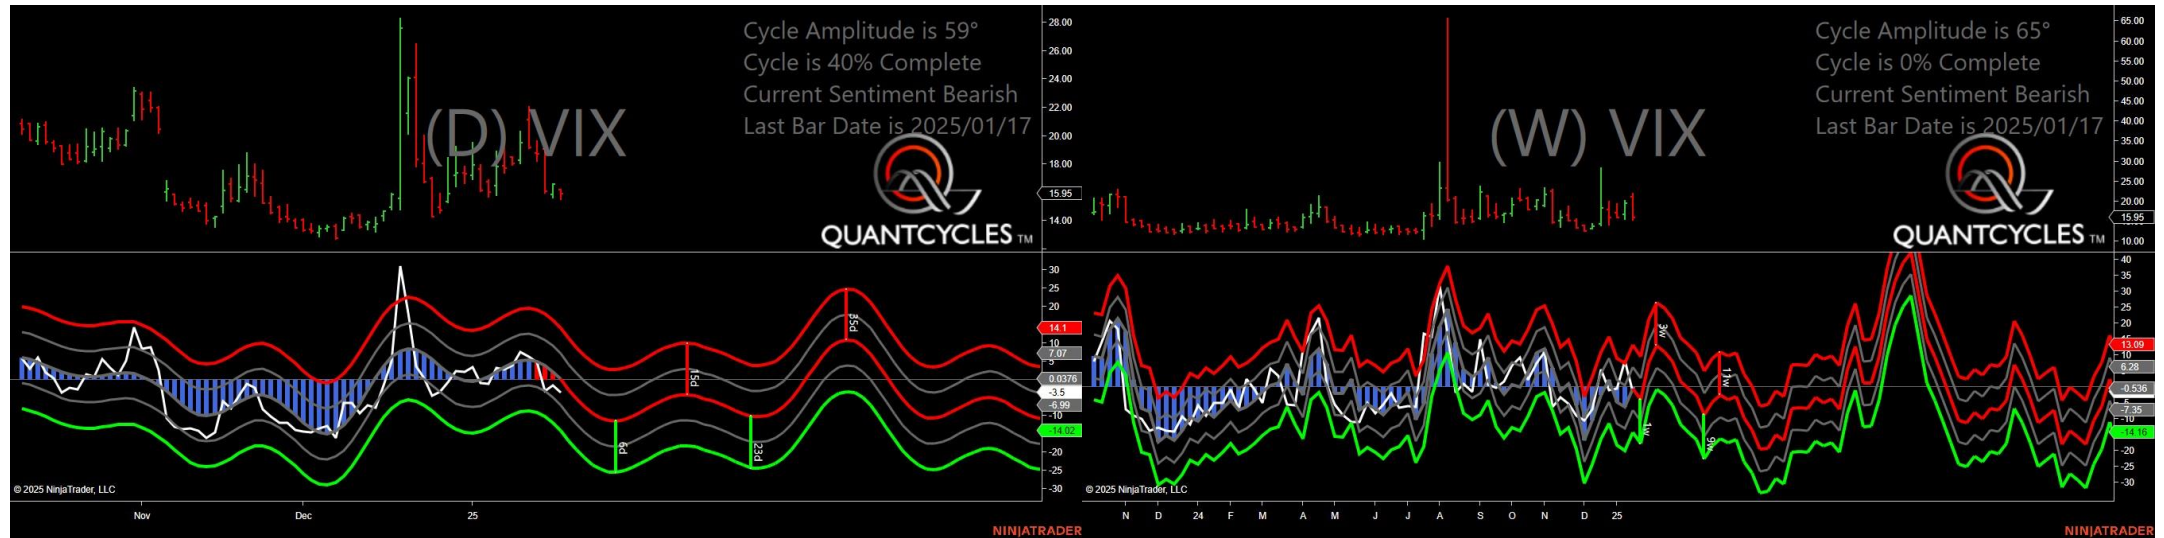 Cycle Amplitude is 59°
Cycle is 40% Complete
Current Sentiment Bearish
Last Bar Date is 2025/01/17
(D) VIX
QUANTCYCLES TM
28.00
26.00
24.00
22.00
20.00
18.00
15.95
14.00
30
25
20
14.1
10
7.07
5
0.0376
-3.5
-6.99
-10
-14.02
-20
-25
-30
6d
15d
23d
35d
© 2025 NinjaTrader, LLC
Nov Dec 25
NINJATRADER
Cycle Amplitude is 65°
Cycle is 0% Complete
Current Sentiment Bearish
Last Bar Date is 2025/01/17
(W) VIX
QUANTCYCLES TM
65.00
60.00
55.00
50.00
45.00
40.00
35.00
30.00
25.00
20.00
15.95
10.00
40
35
30
25
20
13.09
10
6.28
-0.536
-7.35
-10
-14.16
-20
-25
-30
1w
3w
9w
11w
© 2025 NinjaTrader, LLC
N D 24 F M A M J J A S O N D 25
NINJATRADER